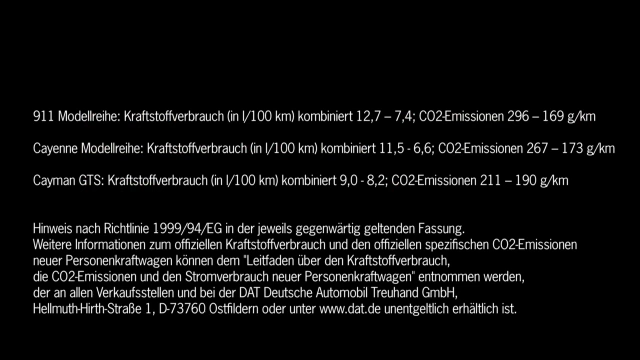 911 Modellreihe: Kraftstoffverbrauch (in l/100 km) kombiniert 12,7 – 7,4; CO2-Emissionen 296 – 169 g/km
Cayenne Modellreihe: Kraftstoffverbrauch (in l/100 km) kombiniert 11,5 - 6,6; CO2-Emissionen 267 – 173 g/km
Cayman GTS: Kraftstoffverbrauch (in l/100 km) kombiniert 9,0 - 8,2; CO2-Emissionen 211 – 190 g/km
Hinweis nach Richtlinie 1999/94/EG in der jeweils gegenwärtig geltenden Fassung.
Weitere Informationen zum offiziellen Kraftstoffverbrauch und den offiziellen spezifischen CO2-Emissionen
neuer Personenkraftwagen können dem "Leitfaden über den Kraftstoffverbrauch,
die CO2-Emissionen und den Stromverbrauch neuer Personenkraftwagen" entnommen werden,
der an allen Verkaufsstellen und bei der DAT Deutsche Automobil Treuhand GmbH,
Hellmuth-Hirth-Straße 1, D-73760 Ostfildern oder unter www.dat.de unentgeltlich erhältlich ist.